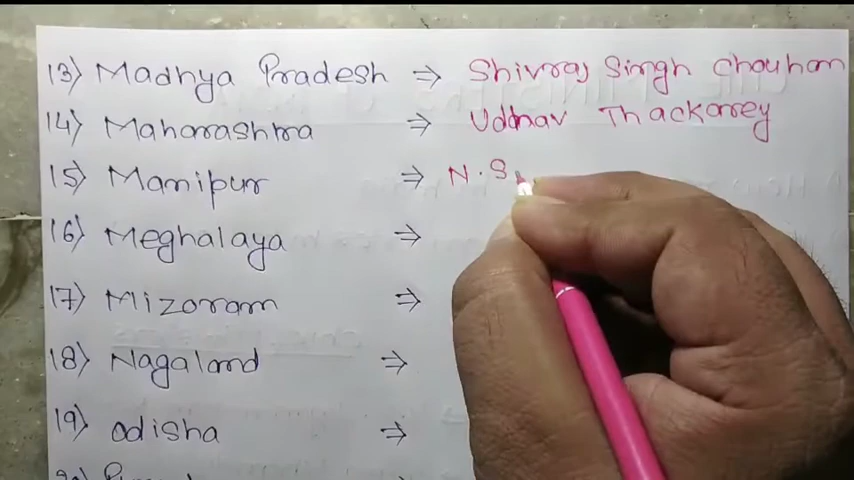 13) Madhya Pradesh ⇒ Shivraj Singh Chouhan
14) Maharashtra ⇒ Uddhav Thackarey
15) Manipur ⇒ N. S
16) Meghalaya ⇒
17) Mizoram ⇒
18) Nagaland ⇒
19) Odisha ⇒